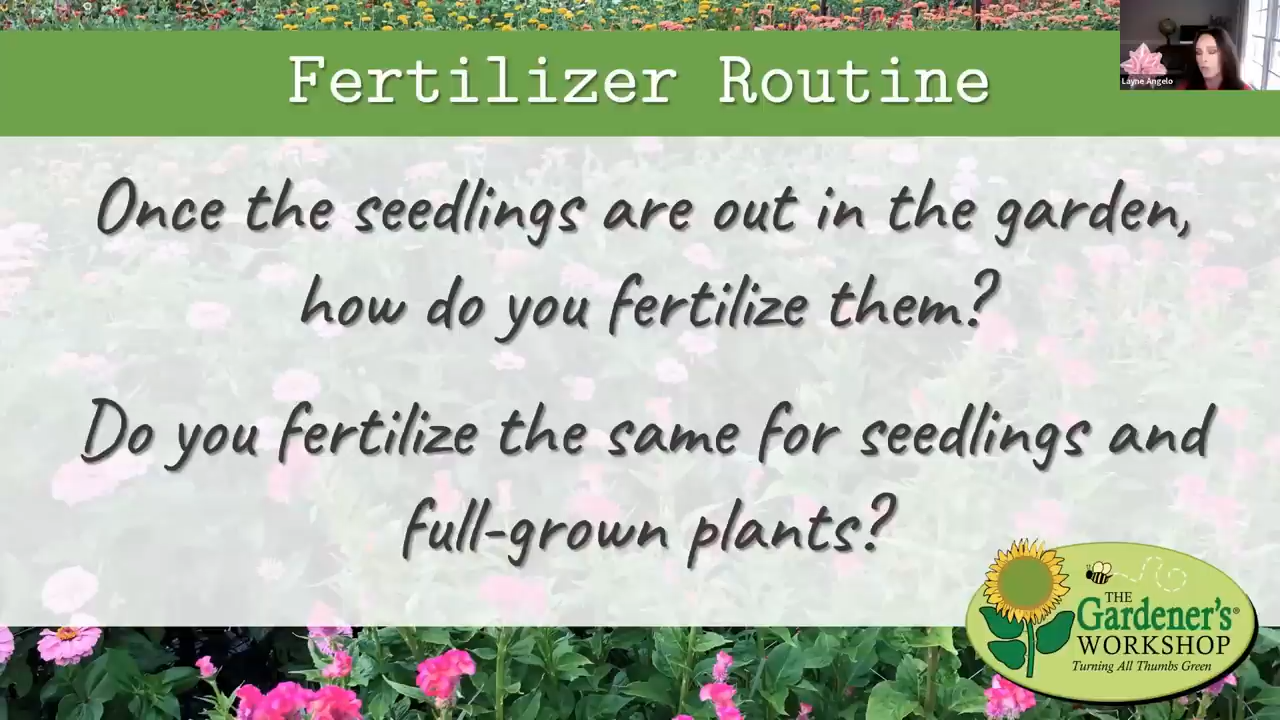 Fertilizer Routine
Layne Angelo
Once the seedlings are out in the garden,
how do you fertilize them?
Do you fertilize the same for seedlings and
full-grown plants?
THE
Gardener's®
WORKSHOP
Turning All Thumbs Green